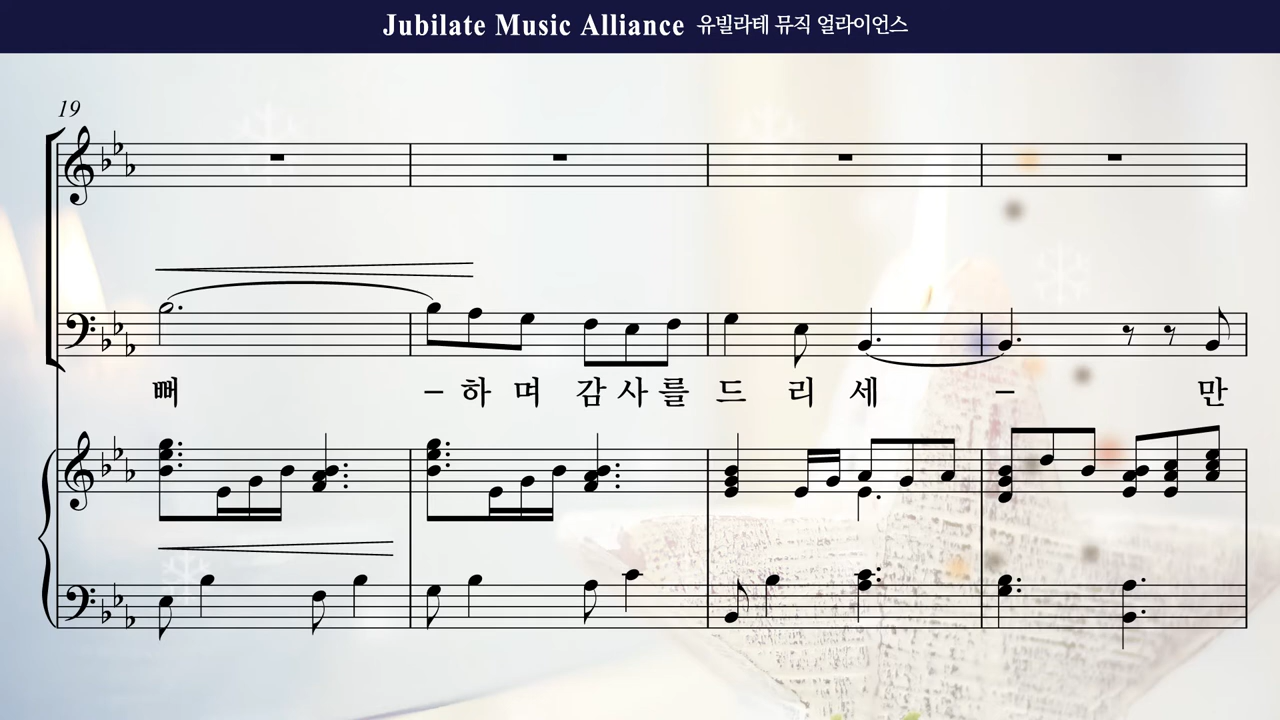 Jubilate Music Alliance 유빌라테 뮤직 얼라이언스
19
뻐 – 하 며 감 사 를 드 리 세 – 만